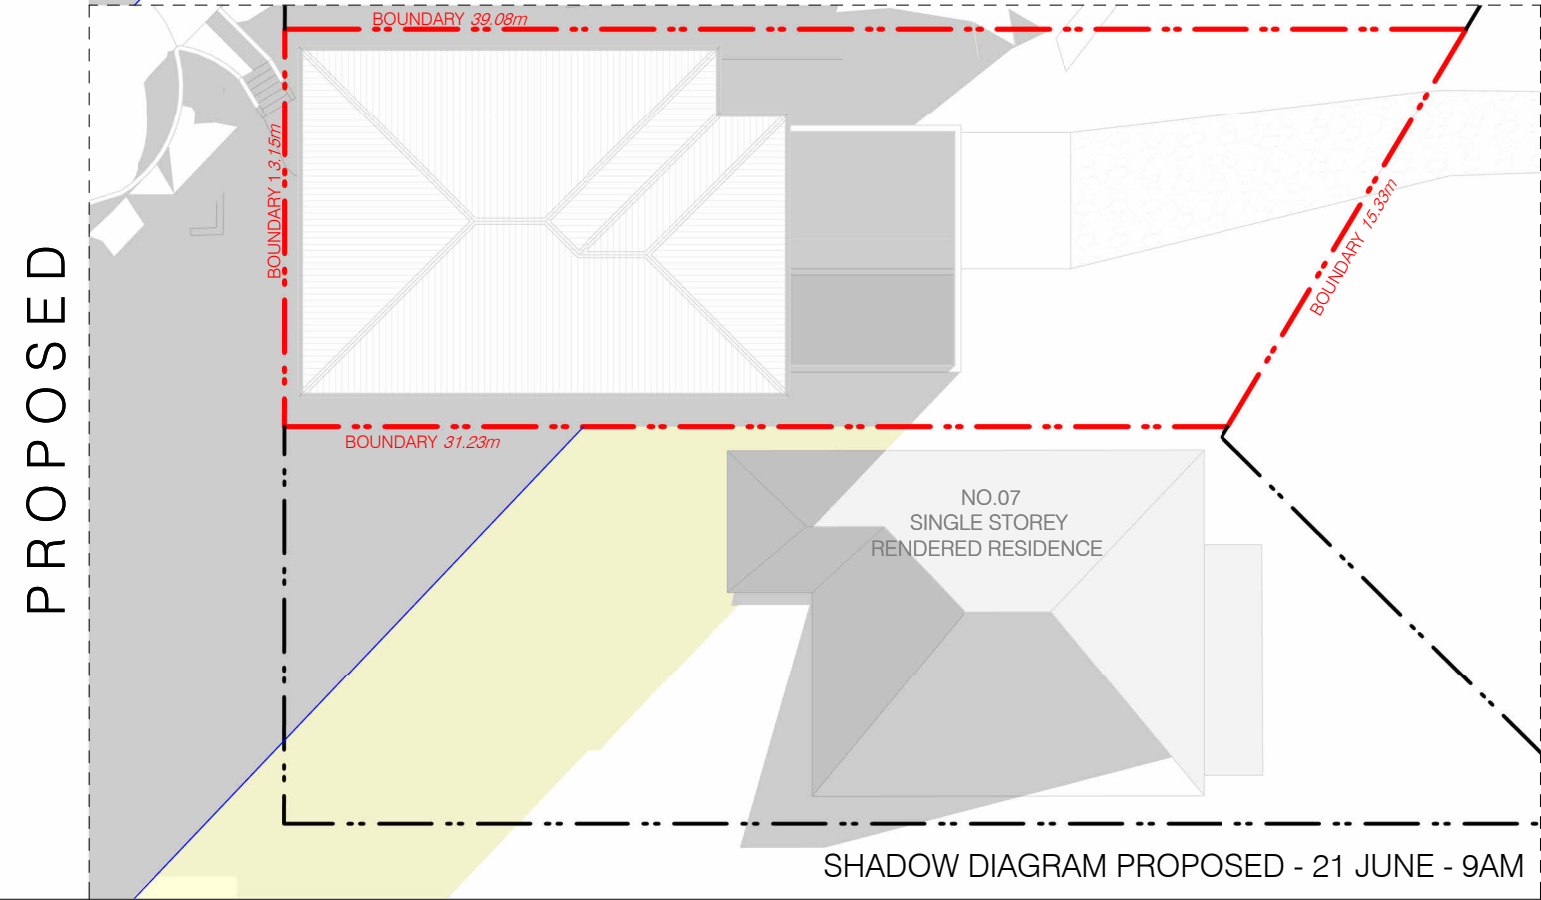 PROPOSED
BOUNDARY 39.08m
BOUNDARY 13.15m
BOUNDARY 15.33m
BOUNDARY 31.23m
NO.07
SINGLE STOREY
RENDERED RESIDENCE
SHADOW DIAGRAM PROPOSED - 21 JUNE - 9AM